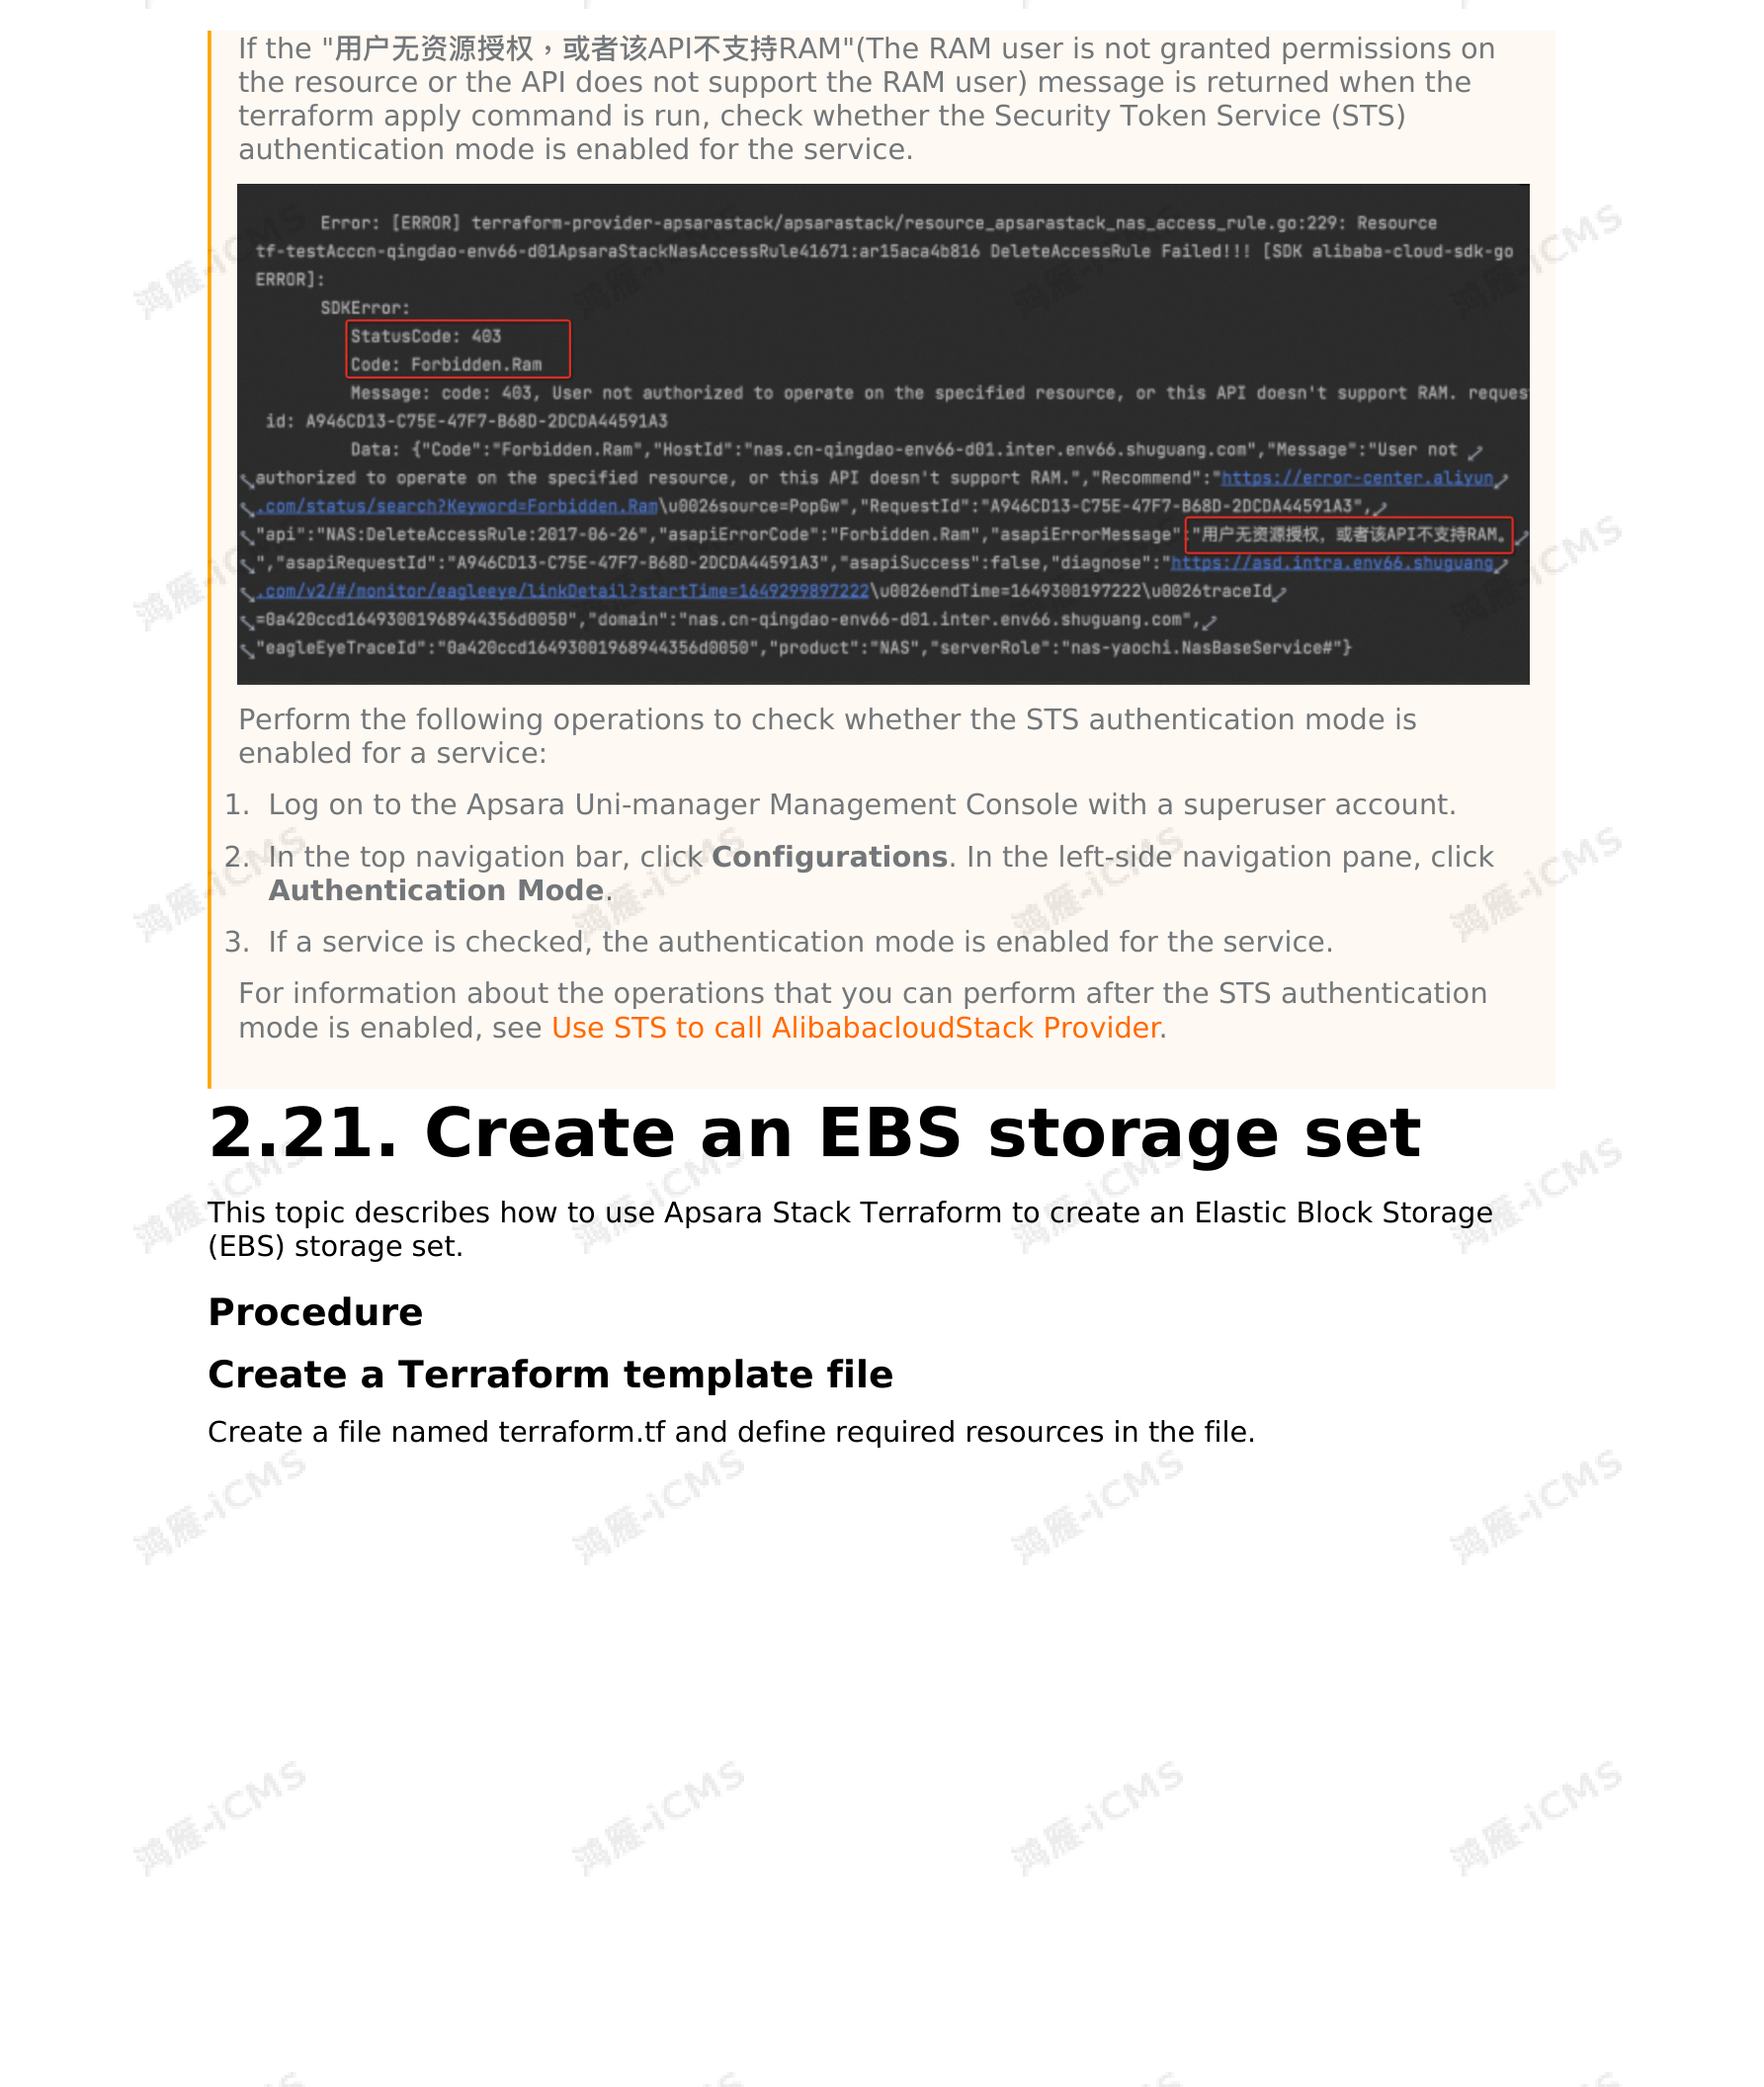 If the "用户无资源授权，或者该API不支持RAM"(The RAM user is not granted permissions on
the resource or the API does not support the RAM user) message is returned when the
terraform apply command is run, check whether the Security Token Service (STS)
authentication mode is enabled for the service.
Error: [ERROR] terraform-provider-apsarastack/apsarastack/resource_apsarastack_nas_access_rule.go:229: Resource
tf-testAcccn-qingdao-env66-d01ApsaraStackNasAccessRule41671:ar15aca4b816 DeleteAccessRule Failed!!! [SDK alibaba-cloud-sdk-go
ERROR]:
SDKError:
StatusCode: 403
Code: Forbidden.Ram
Message: code: 403, User not authorized to operate on the specified resource, or this API doesn't support RAM. reques
id: A946CD13-C75E-47F7-B68D-2DCDA44591A3
Data: {"Code":"Forbidden.Ram","HostId":"nas.cn-qingdao-env66-d01.inter.env66.shuguang.com","Message":"User not
authorized to operate on the specified resource, or this API doesn't support RAM.","Recommend":"https://error-center.aliyun
.com/status/search?Keyword=Forbidden.Ram\u0026source=PopGw","RequestId":"A946CD13-C75E-47F7-B68D-2DCDA44591A3",
"api":"NAS:DeleteAccessRule:2017-06-26","asapiErrorCode":"Forbidden.Ram","asapiErrorMessage":"用户无资源授权，或者该API不支持RAM。
","asapiRequestId":"A946CD13-C75E-47F7-B68D-2DCDA44591A3","asapiSuccess":false,"diagnose":"https://asd.intra.env66.shuguang
.com/v2/#/monitor/eagleeye/linkDetail?startTime=1649299897222\u0026endTime=1649300197222\u0026traceId
=0a420ccd16493001968944356d0050","domain":"nas.cn-qingdao-env66-d01.inter.env66.shuguang.com",
"eagleEyeTraceId":"0a420ccd16493001968944356d0050","product":"NAS","serverRole":"nas-yaochi.NasBaseService#"}
Perform the following operations to check whether the STS authentication mode is
enabled for a service:
1. Log on to the Apsara Uni-manager Management Console with a superuser account.
2. In the top navigation bar, click Configurations. In the left-side navigation pane, click
Authentication Mode.
3. If a service is checked, the authentication mode is enabled for the service.
For information about the operations that you can perform after the STS authentication
mode is enabled, see Use STS to call AlibabacloudStack Provider.
2.21. Create an EBS storage set
This topic describes how to use Apsara Stack Terraform to create an Elastic Block Storage
(EBS) storage set.
Procedure
Create a Terraform template file
Create a file named terraform.tf and define required resources in the file.
鸿雁-iCMS